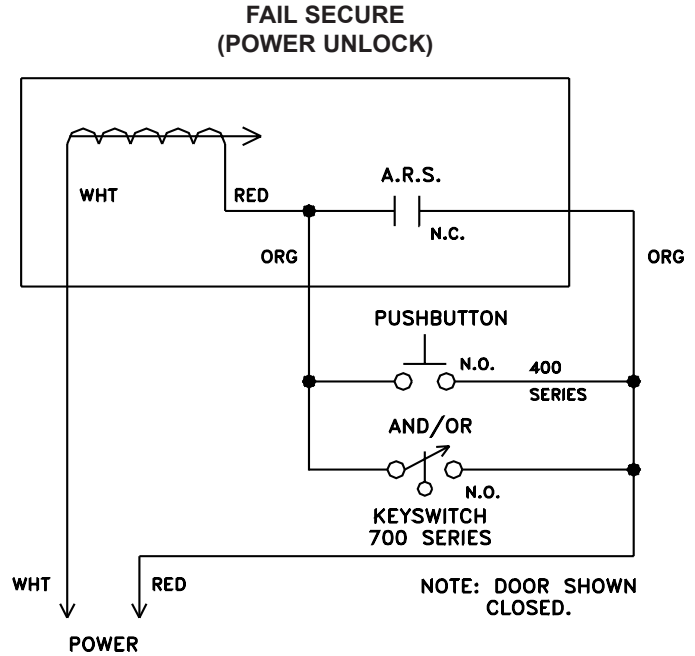 FAIL SECURE
(POWER UNLOCK)
A.R.S.
WHT
RED
N.C.
ORG
ORG
PUSHBUTTON
N.O.
400
SERIES
AND/OR
N.O.
KEYSWITCH
700 SERIES
WHT
RED
NOTE: DOOR SHOWN
CLOSED.
POWER